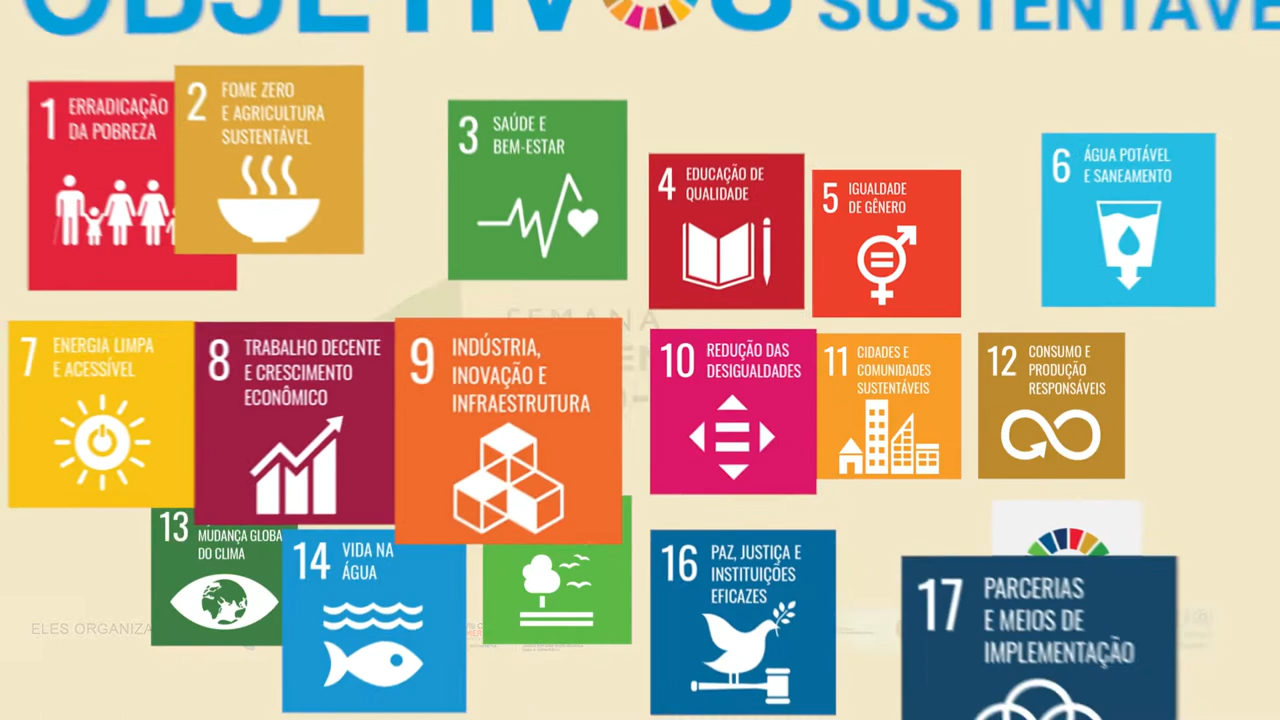 OBJETIVOS
SUSTENTÁVE
1 ERRADICAÇÃO
DA POBREZA
2 FOME ZERO
E AGRICULTURA
SUSTENTÁVEL
3 SAÚDE E
BEM-ESTAR
4 EDUCAÇÃO DE
QUALIDADE
5 IGUALDADE
DE GÊNERO
6 ÁGUA POTÁVEL
E SANEAMENTO
SEMANA
7 ENERGIA LIMPA
E ACESSÍVEL
8 TRABALHO DECENTE
E CRESCIMENTO
ECONÔMICO
9 INDÚSTRIA,
INOVAÇÃO E
INFRAESTRUTURA
10 REDUÇÃO DAS
DESIGUALDADES
11 CIDADES E
COMUNIDADES
SUSTENTÁVEIS
12 CONSUMO E
PRODUÇÃO
RESPONSÁVEIS
13
MUDANÇA GLOBA
DO CLIMA
14 VIDA NA
ÁGUA
16 PAZ, JUSTIÇA E
INSTITUIÇÕES
EFICAZES
17 PARCERIAS
E MEIOS DE
IMPLEMENTAÇÃO
ELES ORGANIZA